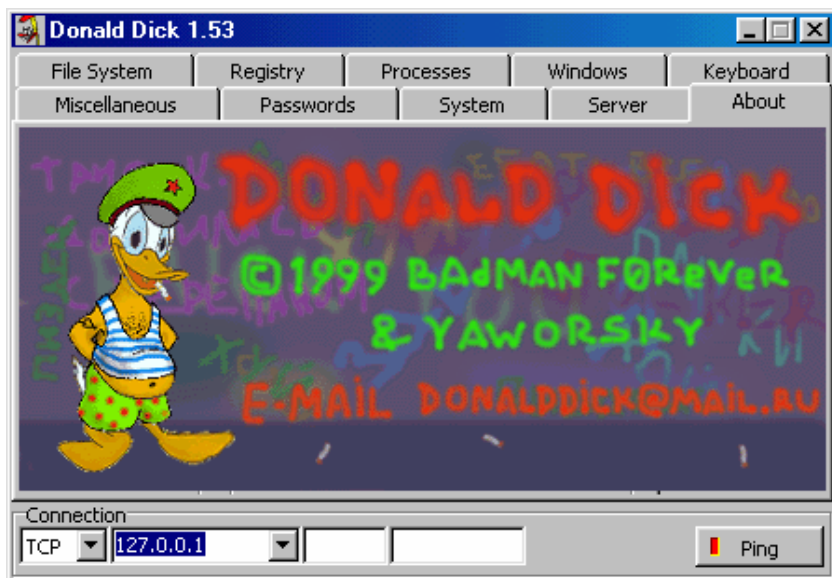 Donald Dick 1.53
File System Registry Processes Windows Keyboard
Miscellaneous Passwords System Server About
DONALD DiCK
©1999 BAdMAN F0ReVeR
& YAWORSKY
E-MAiL DONALDDiCK@MAiL.RU
Connection
TCP 127.0.0.1 Ping